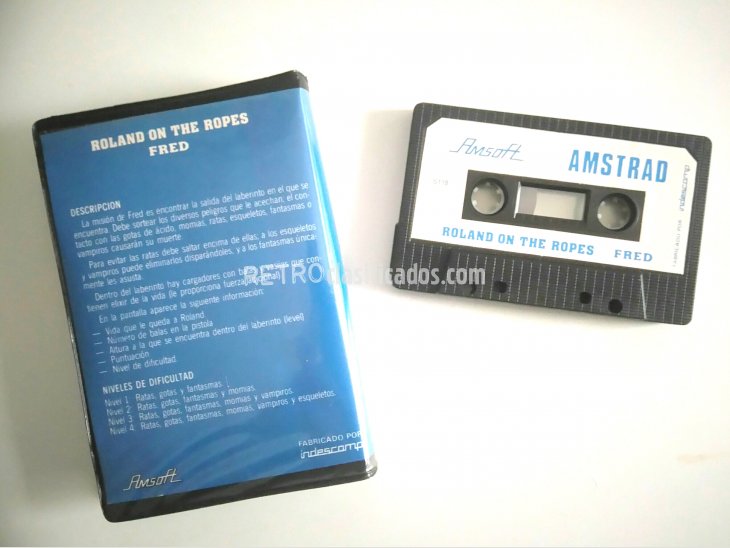 ROLAND ON THE ROPES
FRED
DESCRIPCION
La misión de Fred es encontrar la salida del laberinto en el que se
encuentra. Debe sortear los diversos peligros que le acechan, el con-
tacto con las gotas de ácido, momias, ratas, esqueletos, fantasmas o
vampiros causarán su muerte
Para evitar las ratas debe saltar encima de ellas, a los esqueletos
y vampiros puede eliminarlos disparándoles, y a los fantasmas única-
mente les asusta.
Dentro del laberinto hay cargadores con que con-
tienen elixir de la vida (le proporciona fuerza
En la pantalla aparece la siguiente información:
— Vida que le queda a Roland
— Número de balas en la pistola
— Altura a la que se encuentra dentro del laberinto (level)
— Puntuación
— Nivel de dificultad.
NIVELES DE DIFICULTAD
Nivel 1. Ratas, gotas y fantasmas.
Nivel 2. Ratas, gotas, fantasmas y momias.
Nivel 3. Ratas, gotas, fantasmas, momias y vampiros.
Nivel 4. Ratas, gotas, fantasmas, momias, vampiros y esqueletos.
FABRICADO POR
indescomp
Amsoft
Amsoft
AMSTRAD
ROLAND ON THE ROPES FRED
FABRICADO POR
indescomp
RETROclasificados.com